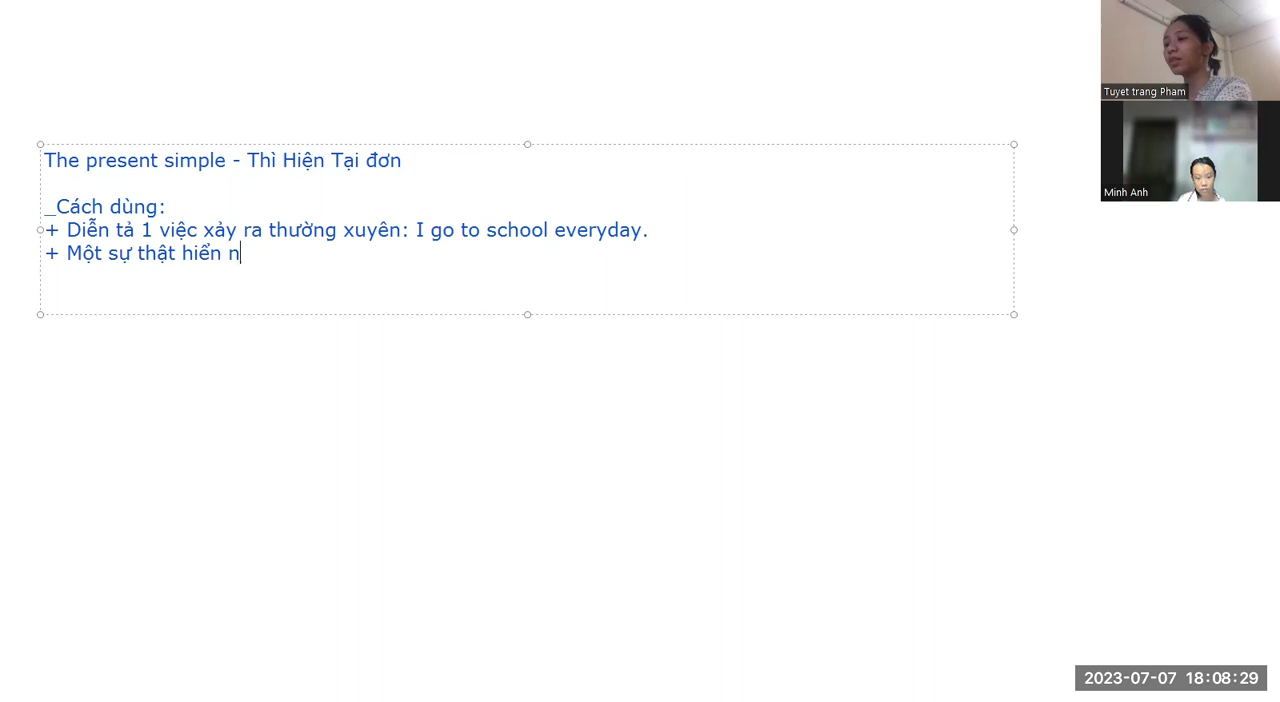 The present simple - Thì Hiện Tại đơn
_Cách dùng:
+ Diễn tả 1 việc xảy ra thường xuyên: I go to school everyday.
+ Một sự thật hiển n
Tuyet trang Pham
Minh Anh
2023-07-07 18:08:29